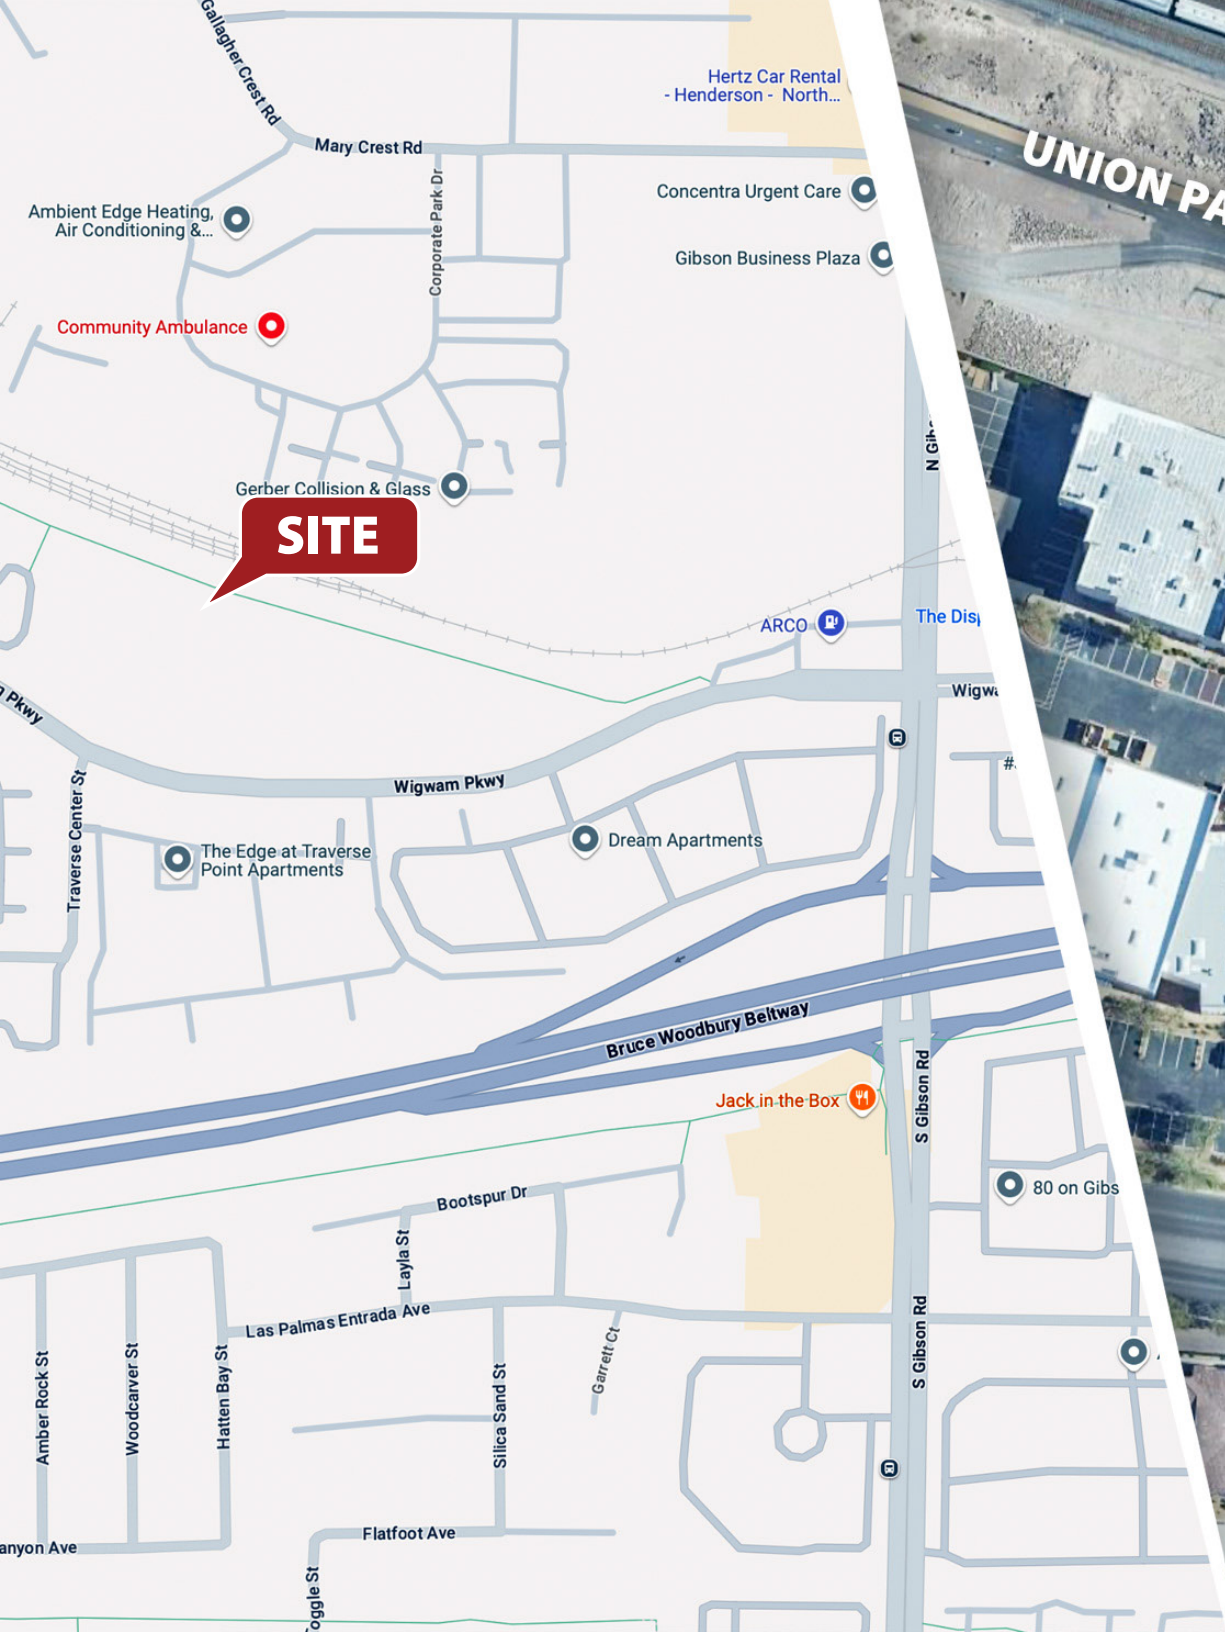 Gallagher Crest Rd
Hertz Car Rental
- Henderson - North...
UNION PA
Mary Crest Rd
Corporate Park Dr
Concentra Urgent Care
Ambient Edge Heating,
Air Conditioning &...
Gibson Business Plaza
Community Ambulance
N Gibs
Gerber Collision & Glass
SITE
ARCO
The Disp
Wigwa
n Pkwy
#
Wigwam Pkwy
Traverse Center St
The Edge at Traverse
Point Apartments
Dream Apartments
Bruce Woodbury Beltway
Jack in the Box
S Gibson Rd
80 on Gibs
Bootspur Dr
Layla St
Las Palmas Entrada Ave
S Gibson Rd
Garrett Ct
Amber Rock St
Woodcarver St
Hatten Bay St
Silica Sand St
Flatfoot Ave
anyon Ave
oggle St